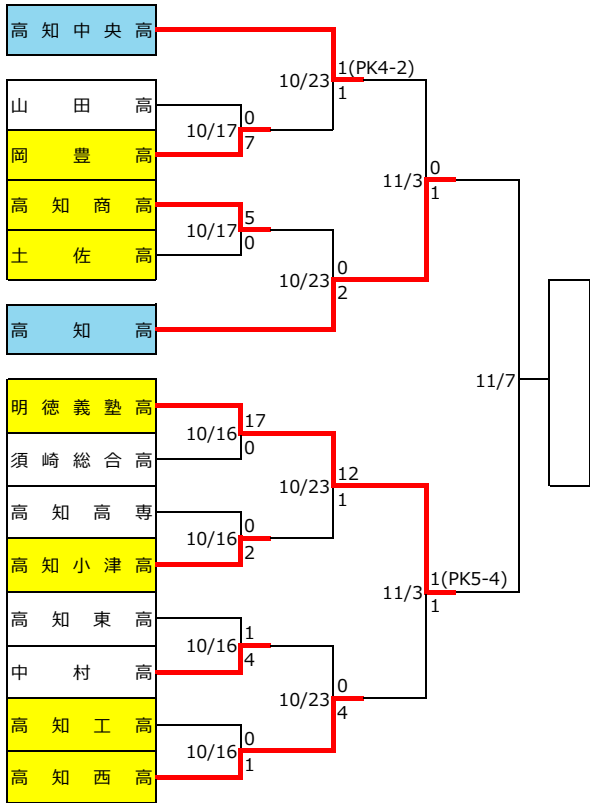 高知中央高
1(PK4-2)
10/23
1
山田高
0
10/17
7
岡豊高
0
11/3
1
高知商高
5
10/17
0
土佐高
0
10/23
2
高知高
11/7
明徳義塾高
17
10/16
0
須崎総合高
12
10/23
1
高知高専
0
10/16
2
高知小津高
1(PK5-4)
11/3
1
高知東高
1
10/16
4
中村高
0
10/23
4
高知工高
0
10/16
1
高知西高